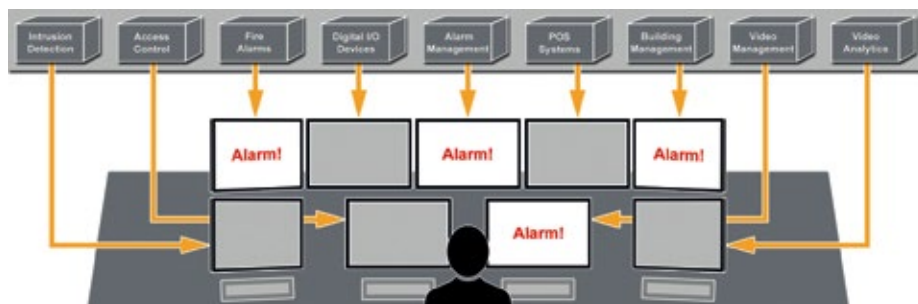 Intrusion
Detection
Access
Control
Fire
Alarms
Digital I/O
Devices
Alarm
Management
POS
Systems
Building
Management
Video
Management
Video
Analytics
Alarm!
Alarm!
Alarm!
Alarm!